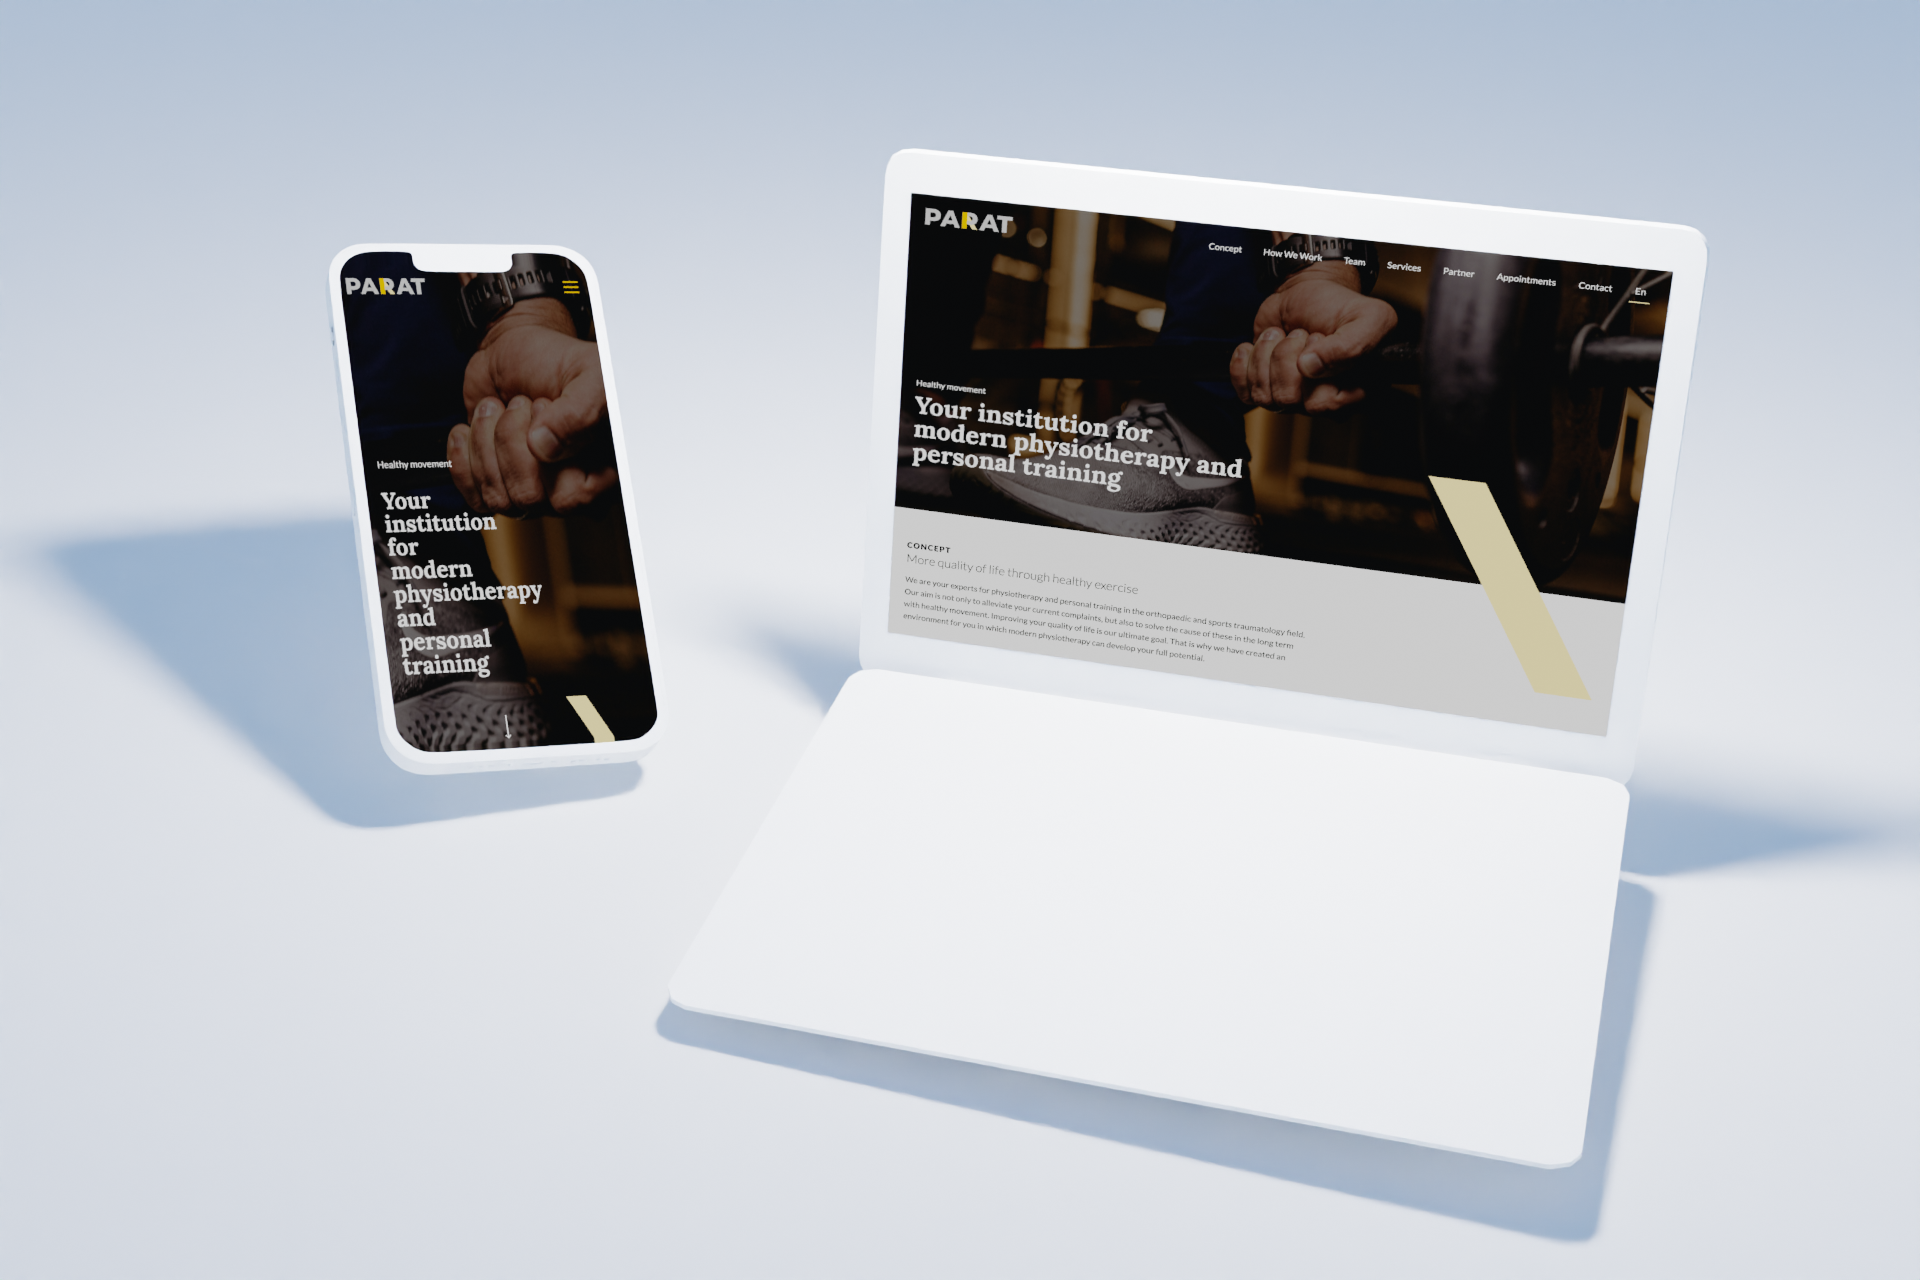 PARAT
Healthy movement
Your
institution
for
modern
physiotherapy
and
personal
training
PARAT
Concept How We Work Team Services Partner Appointments Contact En
Healthy movement
Your institution for
modern physiotherapy and
personal training
CONCEPT
More quality of life through healthy exercise
We are your experts for physiotherapy and personal training in the orthopaedic and sports traumatology field.
Our aim is not only to alleviate your current complaints, but also to solve the cause of these in the long term
with healthy movement. Improving your quality of life is our ultimate goal. That is why we have created an
environment for you in which modern physiotherapy can develop your full potential.